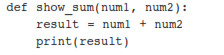 def show_sum(num1, num2):
    result = num1 + num2
    print(result)